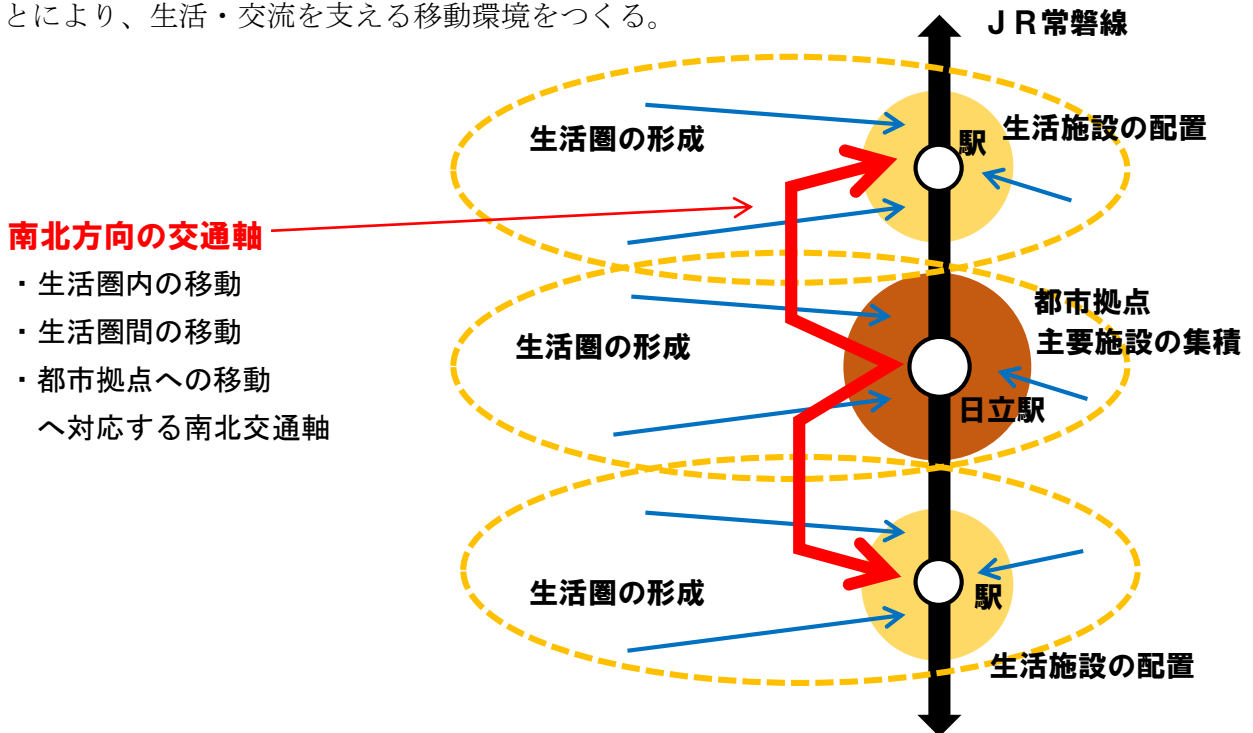 とにより、生活・交流を支える移動環境をつくる。
ＪＲ常磐線
生活圏の形成
生活施設の配置
駅
南北方向の交通軸
・生活圏内の移動
・生活圏間の移動
・都市拠点への移動
へ対応する南北交通軸
生活圏の形成
都市拠点
主要施設の集積
日立駅
生活圏の形成
駅
生活施設の配置